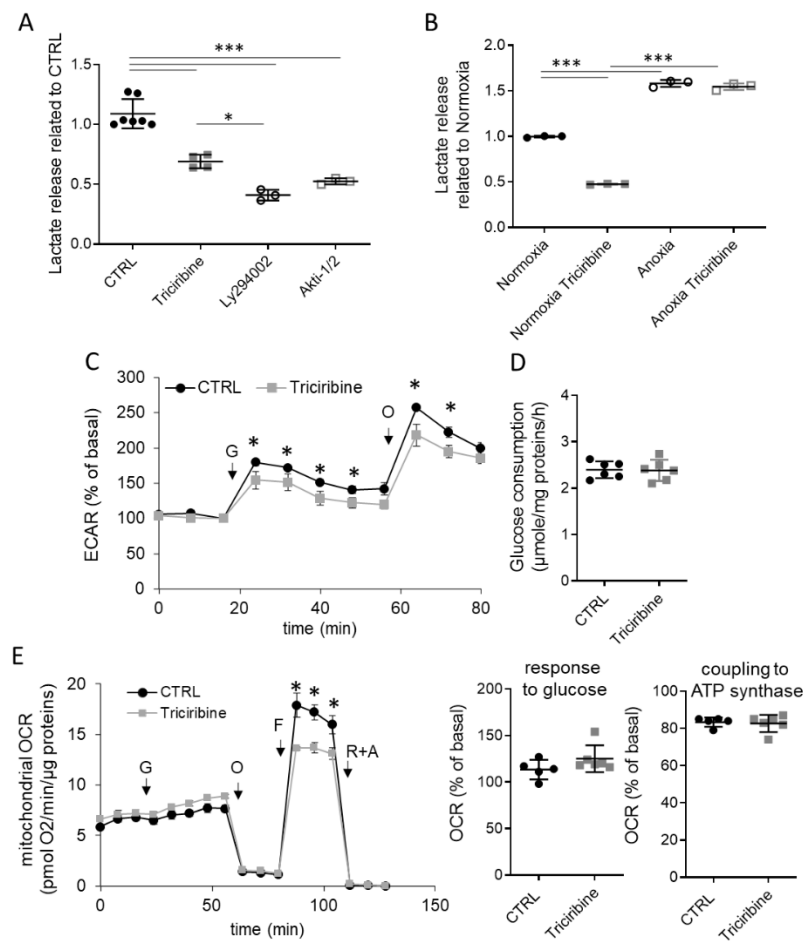 A
***
*
Lactate release related to CTRL
1.5
1.0
0.5
0.0
CTRL
Triciribine
Ly294002
Akti-1/2
B
***
***
Lactate release
related to Normoxia
2.0
1.5
1.0
0.5
0.0
Normoxia
Normoxia Triciribine
Anoxia
Anoxia Triciribine
C
CTRL
Triciribine
ECAR (% of basal)
300
250
200
150
100
50
0
G
* * * *
O
* *
0 20 40 60 80
time (min)
D
Glucose consumption
(µmole/mg proteins/h)
4
3
2
1
0
CTRL
Triciribine
E
CTRL
Triciribine
mitochondrial OCR
(pmol O2/min/µg proteins)
20
15
10
5
0
G
O
F
* * *
R+A
0 50 100 150
time (min)
response
to glucose
OCR (% of basal)
200
150
100
50
0
CTRL
Triciribine
coupling to
ATP synthase
OCR (% of basal)
100
80
60
40
20
0
CTRL
Triciribine